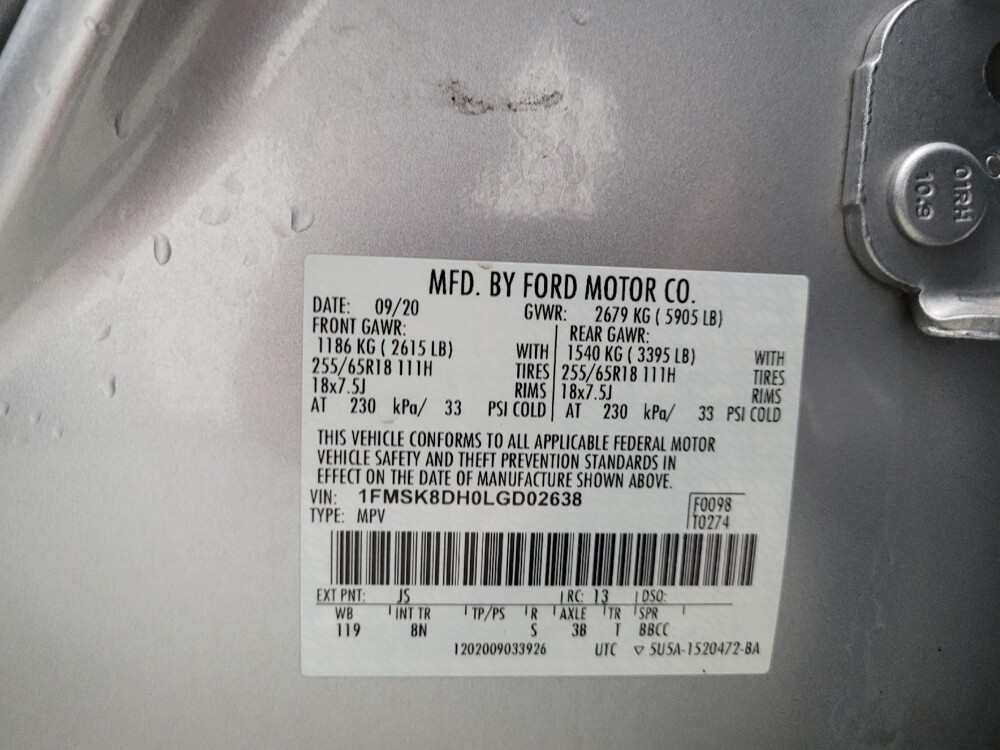 01RH
10.9
MFD. BY FORD MOTOR CO.
DATE: 09/20 GVWR: 2679 KG ( 5905 LB)
FRONT GAWR: REAR GAWR:
1186 KG ( 2615 LB) WITH 1540 KG ( 3395 LB) WITH
255/65R18 111H TIRES 255/65R18 111H TIRES
18x7.5J RIMS 18x7.5J RIMS
AT 230 kPa/ 33 PSI COLD AT 230 kPa/ 33 PSI COLD
THIS VEHICLE CONFORMS TO ALL APPLICABLE FEDERAL MOTOR
VEHICLE SAFETY AND THEFT PREVENTION STANDARDS IN
EFFECT ON THE DATE OF MANUFACTURE SHOWN ABOVE.
VIN: 1FMSK8DH0LGD02638 F0098
TYPE: MPV T0274
EXT PNT: JS RC: 13 DSO:
WB INT TR TP/PS R AXLE TR SPR
119 8N S 3B T BBCC
1202009033926 UTC ▽ 5U5A-1520472-BA